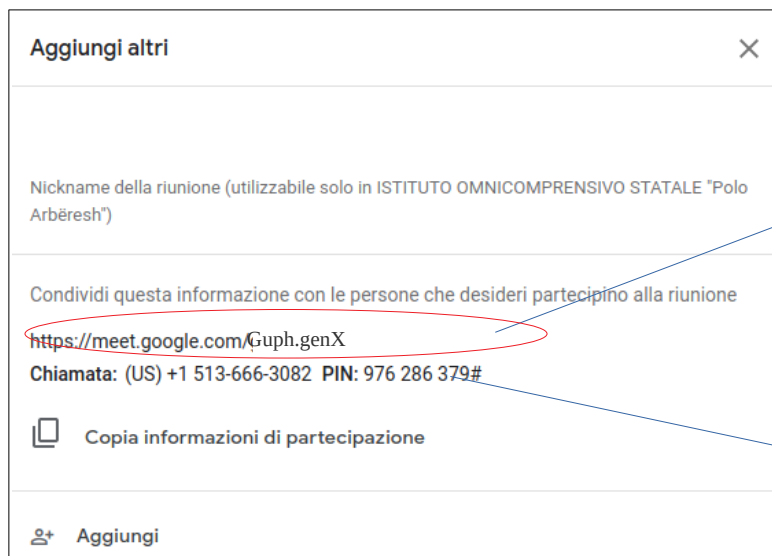 Aggiungi altri
Nickname della riunione (utilizzabile solo in ISTITUTO OMNICOMPRENSIVO STATALE "Polo
Arbëresh")
Condividi questa informazione con le persone che desideri partecipino alla riunione
https://meet.google.com/Guph.genX
Chiamata: (US) +1 513-666-3082 PIN: 976 286 379#
Copia informazioni di partecipazione
Aggiungi